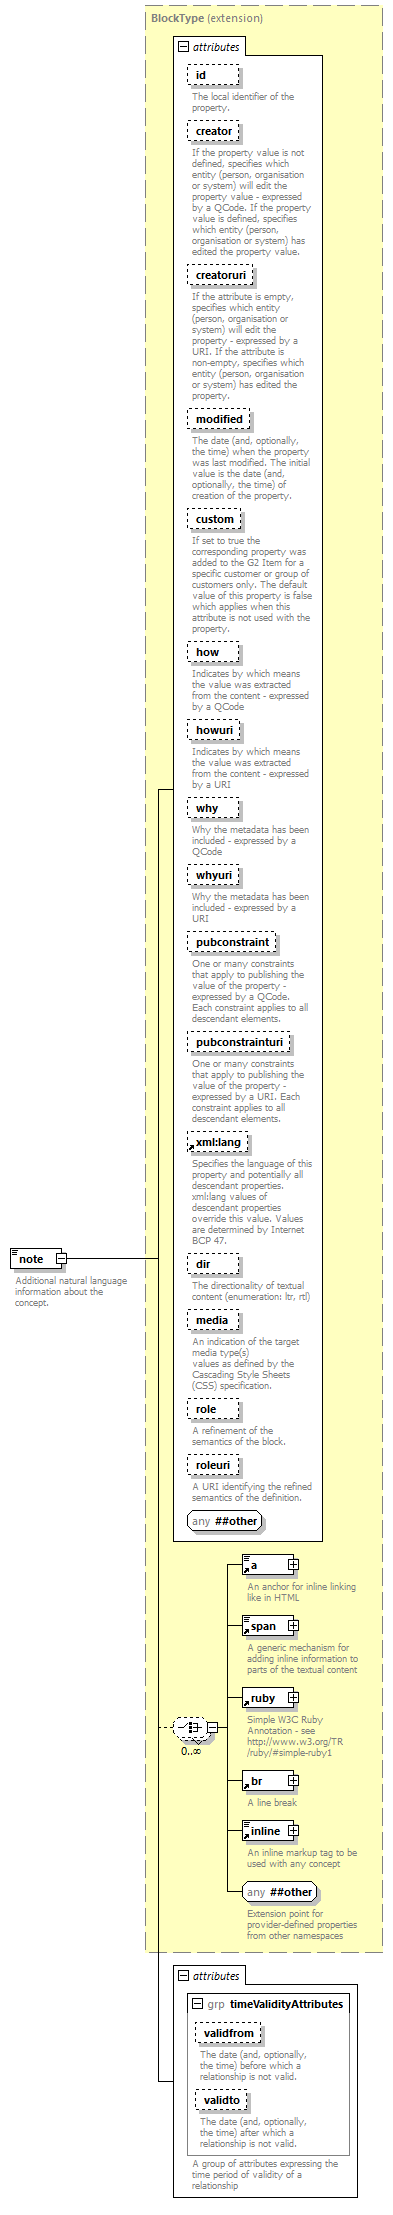 BlockType (extension)
attributes
id
The local identifier of the
property.
creator
If the property value is not
defined, specifies which
entity (person, organisation
or system) will edit the
property value - expressed
by a QCode. If the property
value is defined, specifies
which entity (person,
organisation or system) has
edited the property value.
creatoruri
If the attribute is empty,
specifies which entity
(person, organisation or
system) will edit the
property - expressed by a
URI. If the attribute is
non-empty, specifies which
entity (person, organisation
or system) has edited the
property.
modified
The date (and, optionally,
the time) when the property
was last modified. The initial
value is the date (and,
optionally, the time) of
creation of the property.
custom
If set to true the
corresponding property was
added to the G2 Item for a
specific customer or group of
customers only. The default
value of this property is false
which applies when this
attribute is not used with the
property.
how
Indicates by which means
the value was extracted
from the content - expressed
by a QCode
howuri
Indicates by which means
the value was extracted
from the content - expressed
by a URI
why
Why the metadata has been
included - expressed by a
QCode
whyuri
Why the metadata has been
included - expressed by a
URI
pubconstraint
One or many constraints
that apply to publishing the
value of the property -
expressed by a QCode.
Each constraint applies to all
descendant elements.
pubconstrainturi
One or many constraints
that apply to publishing the
value of the property -
expressed by a URI. Each
constraint applies to all
descendant elements.
xml:lang
Specifies the language of this
property and potentially all
descendant properties.
xml:lang values of
descendant properties
override this value. Values
are determined by Internet
BCP 47.
note
Additional natural language
information about the
concept.
dir
The directionality of textual
content (enumeration: ltr, rtl)
media
An indication of the target
media type(s)
values as defined by the
Cascading Style Sheets
(CSS) specification.
role
A refinement of the
semantics of the block.
roleuri
A URI identifying the refined
semantics of the definition.
any ##other
a
An anchor for inline linking
like in HTML
span
A generic mechanism for
adding inline information to
parts of the textual content
ruby
Simple W3C Ruby
Annotation - see
http://www.w3.org/TR
/ruby/#simple-ruby1
0..∞
br
A line break
inline
An inline markup tag to be
used with any concept
any ##other
Extension point for
provider-defined properties
from other namespaces
attributes
grp timeValidityAttributes
validfrom
The date (and, optionally,
the time) before which a
relationship is not valid.
validto
The date (and, optionally,
the time) after which a
relationship is not valid.
A group of attributes expressing the
time period of validity of a
relationship